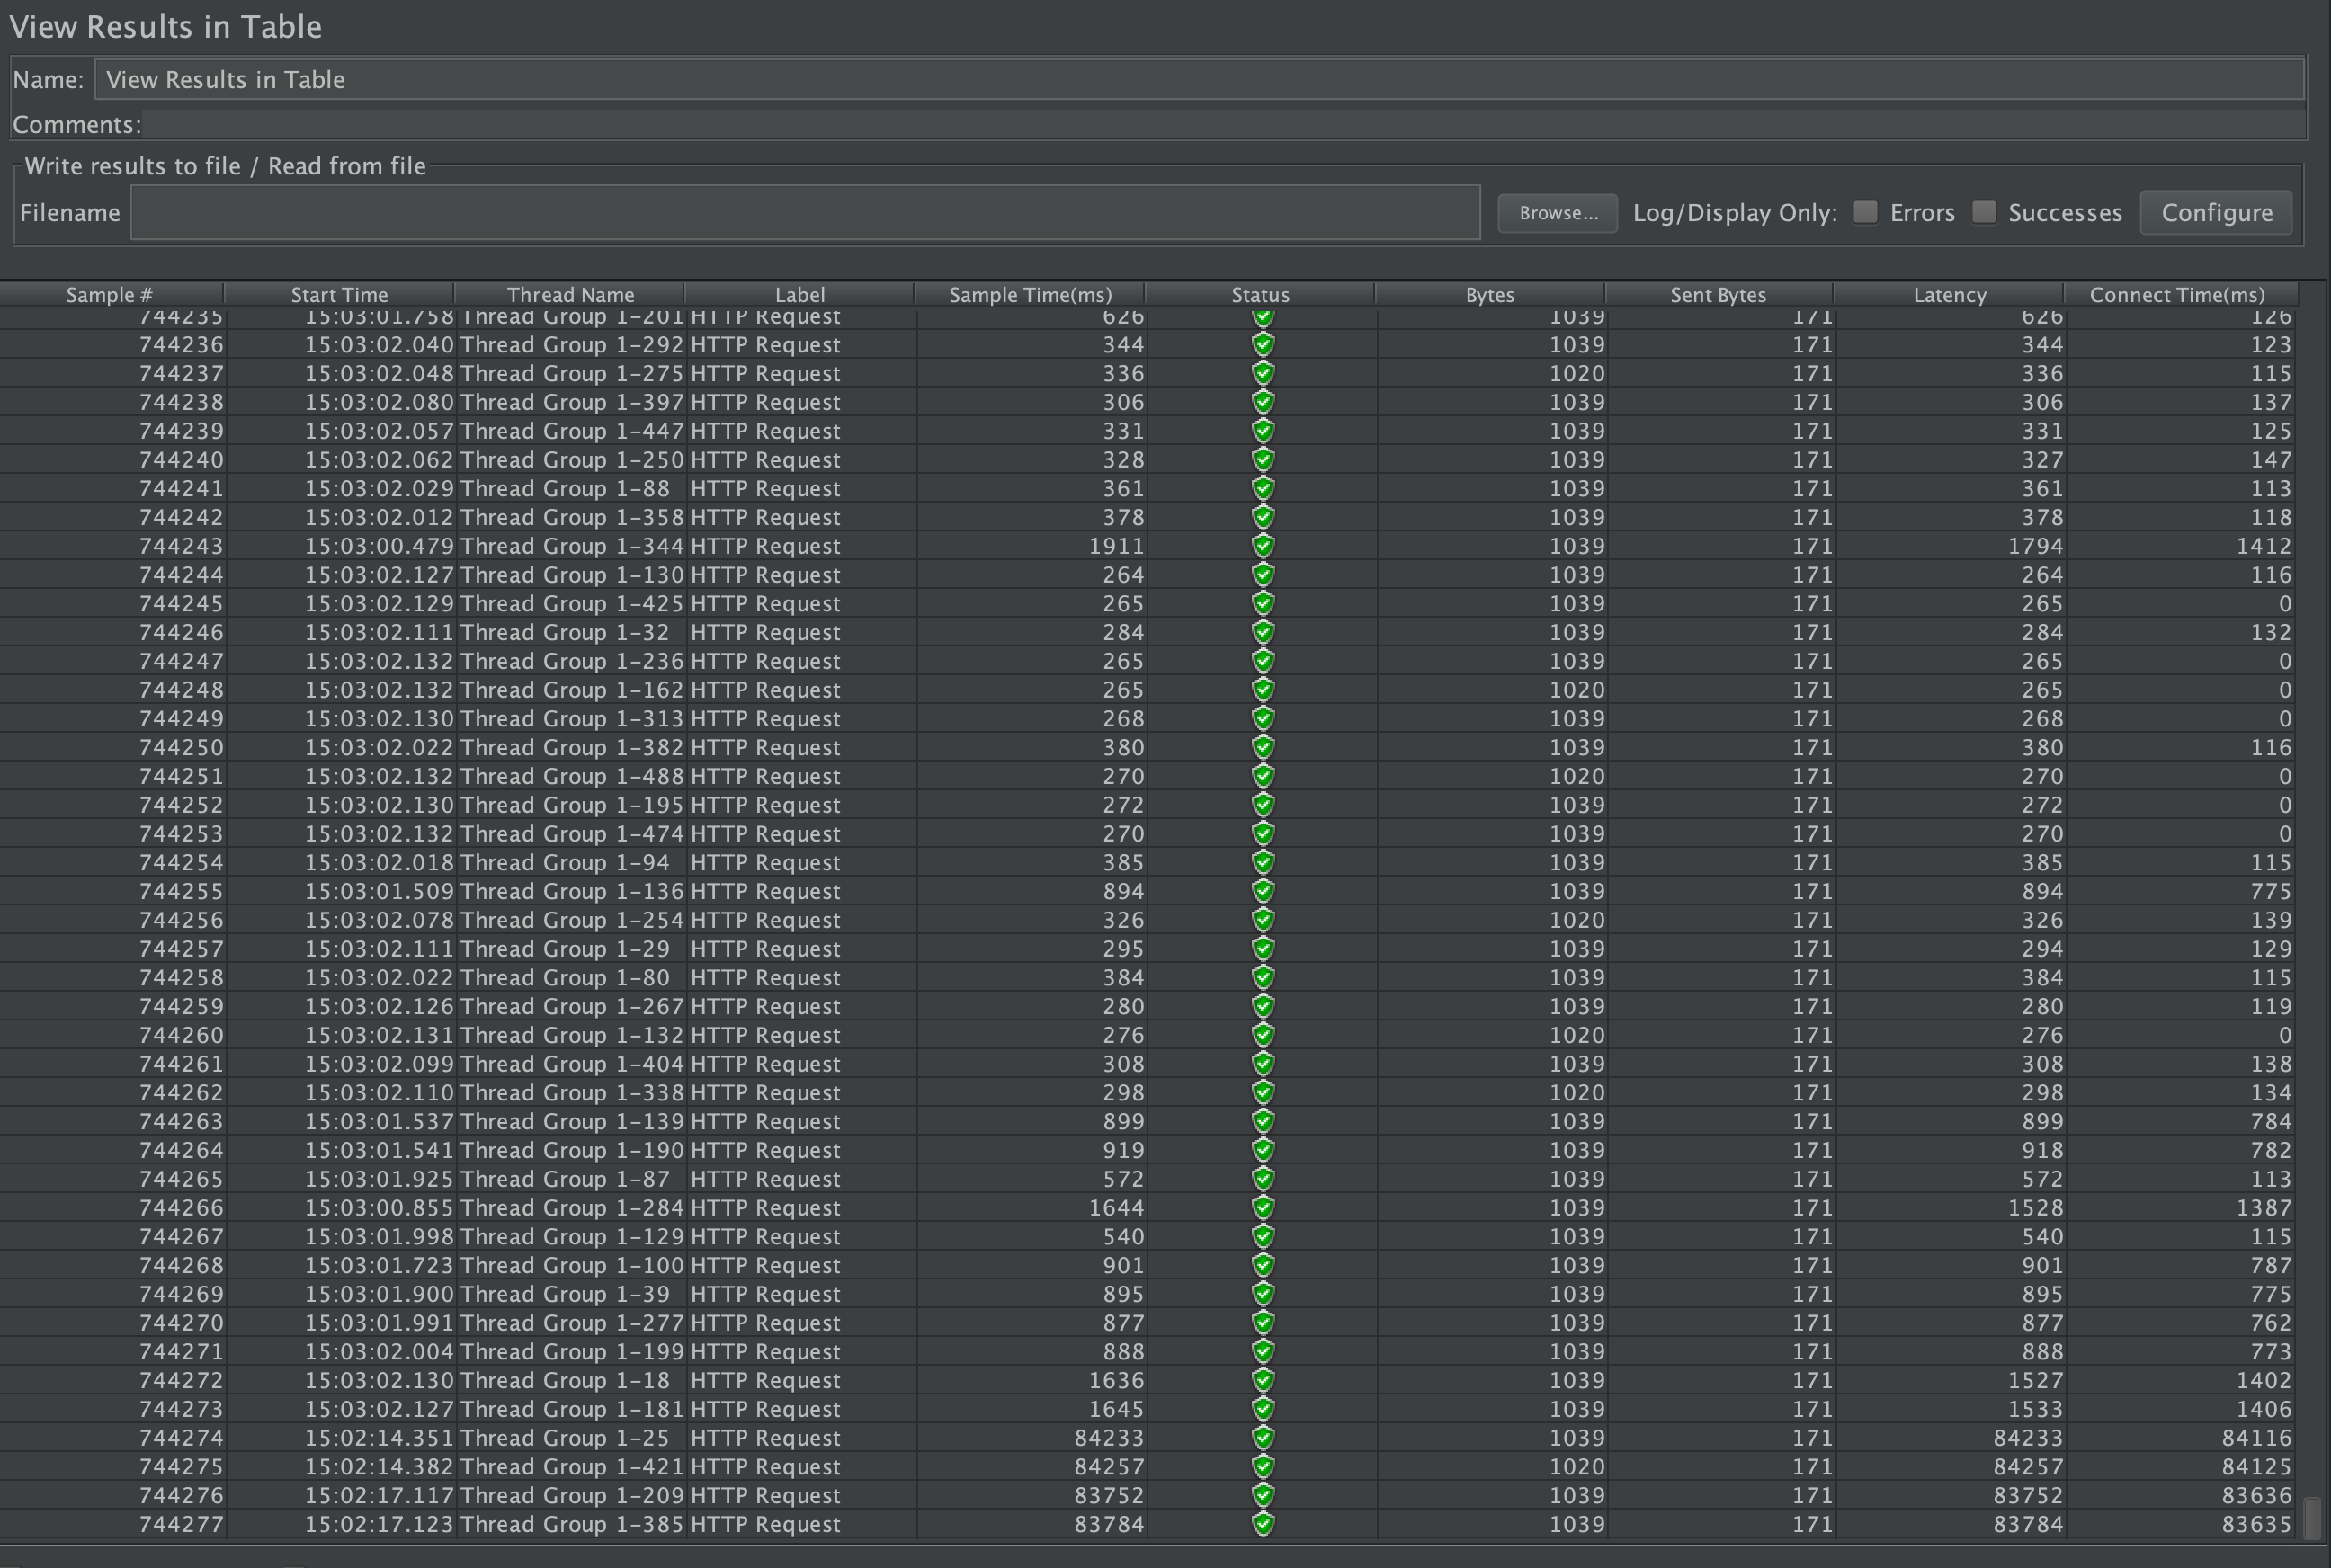 View Results in Table
Name: View Results in Table
Comments:
Write results to file / Read from file
Filename Browse... Log/Display Only: Errors Successes Configure
Sample # Start Time Thread Name Label Sample Time(ms) Status Bytes Sent Bytes Latency Connect Time(ms)
744235 15:03:01.758 Thread Group 1-201 HTTP Request 626 1039 171 626 126
744236 15:03:02.040 Thread Group 1-292 HTTP Request 344 1039 171 344 123
744237 15:03:02.048 Thread Group 1-275 HTTP Request 336 1020 171 336 115
744238 15:03:02.080 Thread Group 1-397 HTTP Request 306 1039 171 306 137
744239 15:03:02.057 Thread Group 1-447 HTTP Request 331 1039 171 331 125
744240 15:03:02.062 Thread Group 1-250 HTTP Request 328 1039 171 327 147
744241 15:03:02.029 Thread Group 1-88 HTTP Request 361 1039 171 361 113
744242 15:03:02.012 Thread Group 1-358 HTTP Request 378 1039 171 378 118
744243 15:03:00.479 Thread Group 1-344 HTTP Request 1911 1039 171 1794 1412
744244 15:03:02.127 Thread Group 1-130 HTTP Request 264 1039 171 264 116
744245 15:03:02.129 Thread Group 1-425 HTTP Request 265 1039 171 265 0
744246 15:03:02.111 Thread Group 1-32 HTTP Request 284 1039 171 284 132
744247 15:03:02.132 Thread Group 1-236 HTTP Request 265 1039 171 265 0
744248 15:03:02.132 Thread Group 1-162 HTTP Request 265 1020 171 265 0
744249 15:03:02.130 Thread Group 1-313 HTTP Request 268 1039 171 268 0
744250 15:03:02.022 Thread Group 1-382 HTTP Request 380 1039 171 380 116
744251 15:03:02.132 Thread Group 1-488 HTTP Request 270 1020 171 270 0
744252 15:03:02.130 Thread Group 1-195 HTTP Request 272 1039 171 272 0
744253 15:03:02.132 Thread Group 1-474 HTTP Request 270 1039 171 270 0
744254 15:03:02.018 Thread Group 1-94 HTTP Request 385 1039 171 385 115
744255 15:03:01.509 Thread Group 1-136 HTTP Request 894 1039 171 894 775
744256 15:03:02.078 Thread Group 1-254 HTTP Request 326 1020 171 326 139
744257 15:03:02.111 Thread Group 1-29 HTTP Request 295 1039 171 294 129
744258 15:03:02.022 Thread Group 1-80 HTTP Request 384 1039 171 384 115
744259 15:03:02.126 Thread Group 1-267 HTTP Request 280 1039 171 280 119
744260 15:03:02.131 Thread Group 1-132 HTTP Request 276 1020 171 276 0
744261 15:03:02.099 Thread Group 1-404 HTTP Request 308 1039 171 308 138
744262 15:03:02.110 Thread Group 1-338 HTTP Request 298 1020 171 298 134
744263 15:03:01.537 Thread Group 1-139 HTTP Request 899 1039 171 899 784
744264 15:03:01.541 Thread Group 1-190 HTTP Request 919 1039 171 918 782
744265 15:03:01.925 Thread Group 1-87 HTTP Request 572 1039 171 572 113
744266 15:03:00.855 Thread Group 1-284 HTTP Request 1644 1039 171 1528 1387
744267 15:03:01.998 Thread Group 1-129 HTTP Request 540 1039 171 540 115
744268 15:03:01.723 Thread Group 1-100 HTTP Request 901 1039 171 901 787
744269 15:03:01.900 Thread Group 1-39 HTTP Request 895 1039 171 895 775
744270 15:03:01.991 Thread Group 1-277 HTTP Request 877 1039 171 877 762
744271 15:03:02.004 Thread Group 1-199 HTTP Request 888 1039 171 888 773
744272 15:03:02.130 Thread Group 1-18 HTTP Request 1636 1039 171 1527 1402
744273 15:03:02.127 Thread Group 1-181 HTTP Request 1645 1039 171 1533 1406
744274 15:02:14.351 Thread Group 1-25 HTTP Request 84233 1039 171 84233 84116
744275 15:02:14.382 Thread Group 1-421 HTTP Request 84257 1020 171 84257 84125
744276 15:02:17.117 Thread Group 1-209 HTTP Request 83752 1039 171 83752 83636
744277 15:02:17.123 Thread Group 1-385 HTTP Request 83784 1039 171 83784 83635